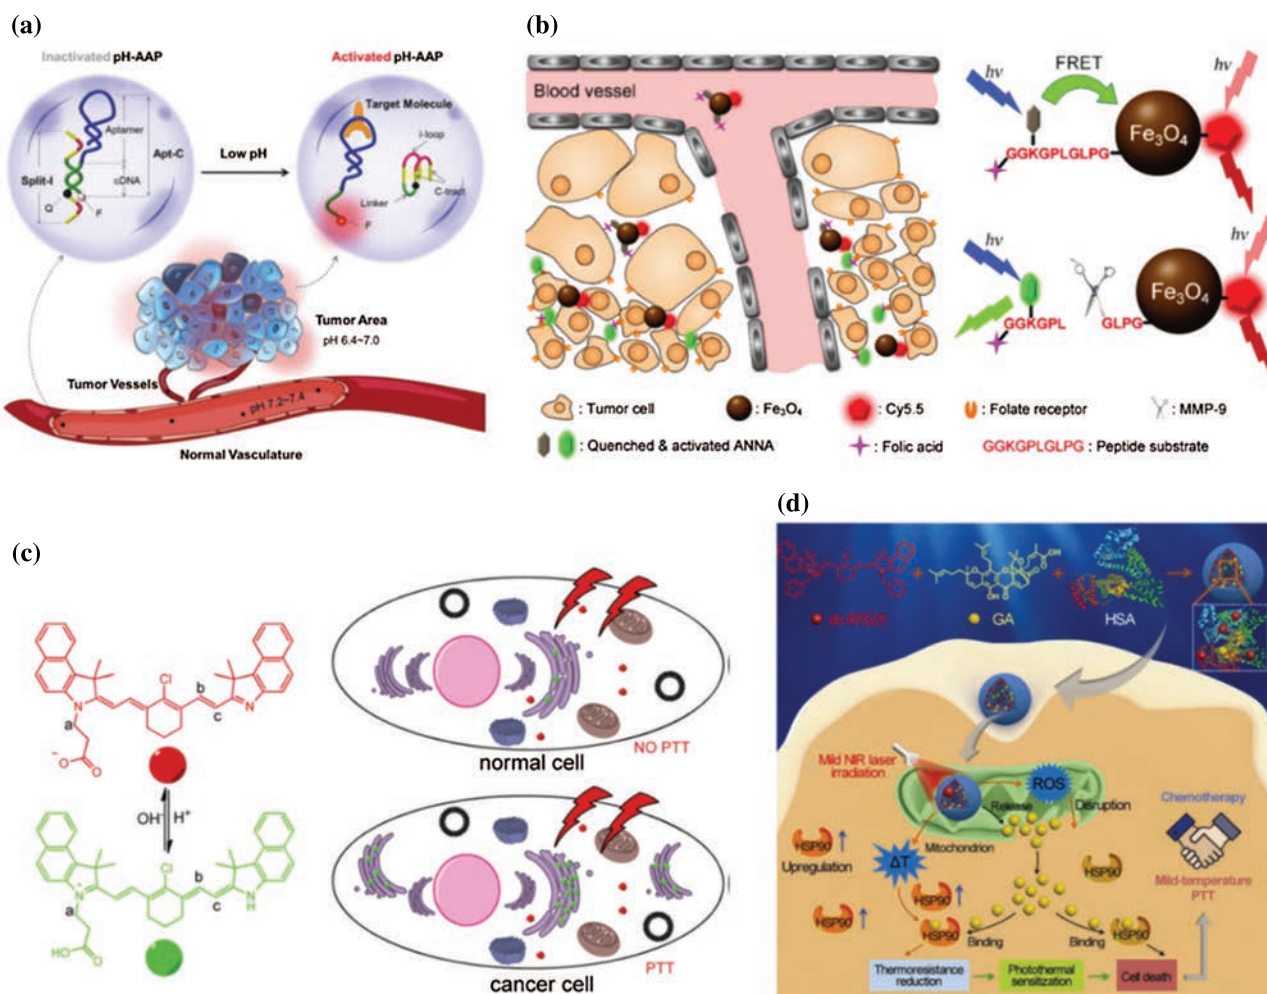 (a)
Inactivated pH-AAP
Activated pH-AAP
Target Molecule
Aptamer
Apt-C
Split-I
cDNA
Q
F
Low pH
i-loop
C-tract
Linker
F
Tumor Area
pH 6.4~7.0
Tumor Vessels
pH 7.2~7.4
Normal Vasculature
(b)
Blood vessel
hv
FRET
hv
Fe₃O₄
GGKGPLGLPG
hv
hv
Fe₃O₄
GGKGPL
GLPG
: Tumor cell
: Fe₃O₄
: Cy5.5
: Folate receptor
: MMP-9
: Quenched & activated ANNA
: Folic acid
GGKGPLGLPG : Peptide substrate
(c)
Cl
b
a
N
c
N
⁻O
O
OH⁻
H⁺
Cl
b
a
N⁺
c
NH
HO
O
NO PTT
normal cell
PTT
cancer cell
(d)
GA
HSA
Mild NIR laser
irradiation
ROS
Release
Disruption
Mitochondrion
Chemotherapy
HSP90
Upregulation
ΔT
HSP90
HSP90
HSP90
Mild-temperature
PTT
HSP90
Binding
Binding
HSP90
Thermoresistance
reduction
Photothermal
sensitization
Cell death